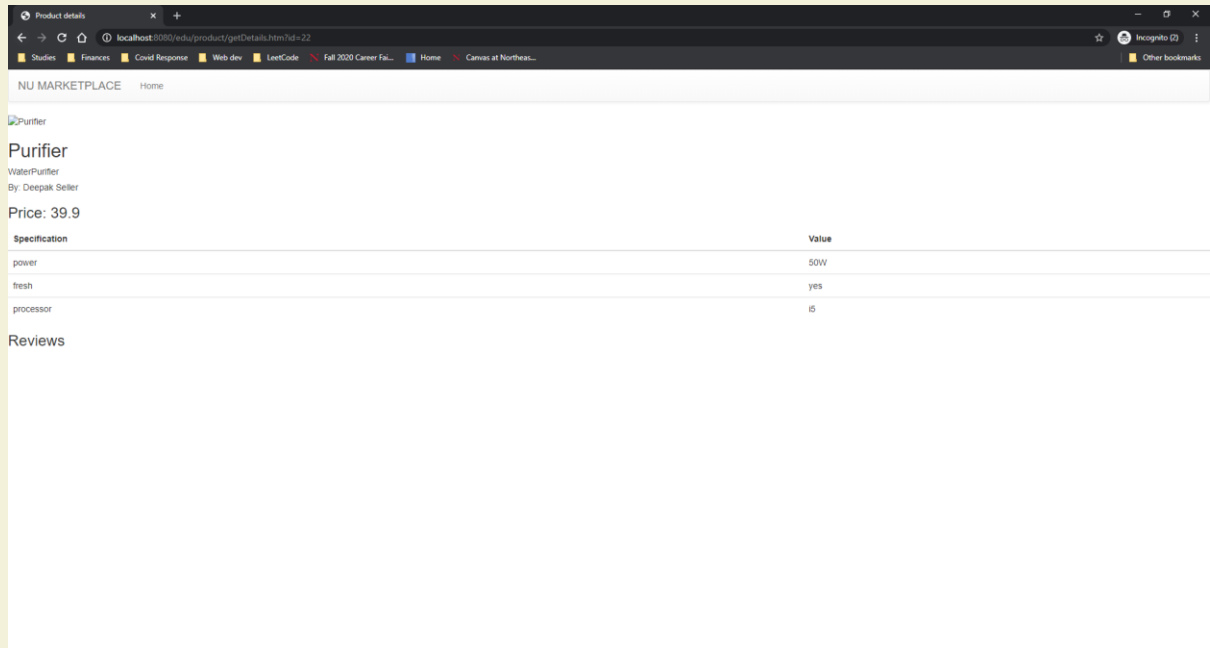 Product details
localhost:8080/edu/product/getDetails.htm?id=22
Incognito (2)
Studies Finances Covid Response Web dev LeetCode Fall 2020 Career Fai... Home Canvas at Northeas... Other bookmarks
NU MARKETPLACE Home
Purifier
Purifier
WaterPurifier
By: Deepak Seller
Price: 39.9
Specification Value
power 50W
fresh yes
processor i5
Reviews